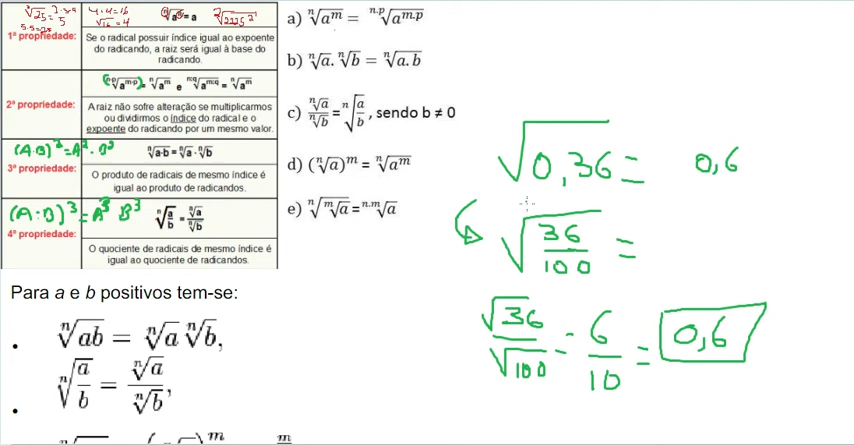 ²√25 = ²√5·5
5
5·5=25
4·4=16
√16 = 4
ⁿ√aⁿ = a
1ª propriedade:
Se o radical possuir índice igual ao expoente
do radicando, a raiz será igual à base do
radicando.
ⁿ·ᵖ√aᵐ·ᵖ = ⁿ√aᵐ e ⁿ:q√aᵐ:q = ⁿ√aᵐ
2ª propriedade:
A raiz não sofre alteração se multiplicarmos
ou dividirmos o índice do radical e o
expoente do radicando por um mesmo valor.
(A·B)² = A² · B²
ⁿ√a·b = ⁿ√a · ⁿ√b
3ª propriedade:
O produto de radicais de mesmo índice é
igual ao produto de radicandos.
(A:B)³ = A³ B³
ⁿ√a/b = ⁿ√a/ⁿ√b
4ª propriedade:
O quociente de radicais de mesmo índice é
igual ao quociente de radicandos.
Para a e b positivos tem-se:
• ⁿ√ab = ⁿ√a ⁿ√b,
ⁿ√a/b = ⁿ√a/ⁿ√b,
•
a) ⁿ√aᵐ = ⁿ·ᵖ√aᵐ·ᵖ
b) ⁿ√a. ⁿ√b = ⁿ√a.b
c) ⁿ√a/ⁿ√b = ⁿ√a/b , sendo b ≠ 0
d) (ⁿ√a)ᵐ = ⁿ√aᵐ
e) ⁿ√ᵐ√a = ⁿ·ᵐ√a
√0,36 = 0,6
√36/100 =
√36/√100 = 6/10 = 0,6